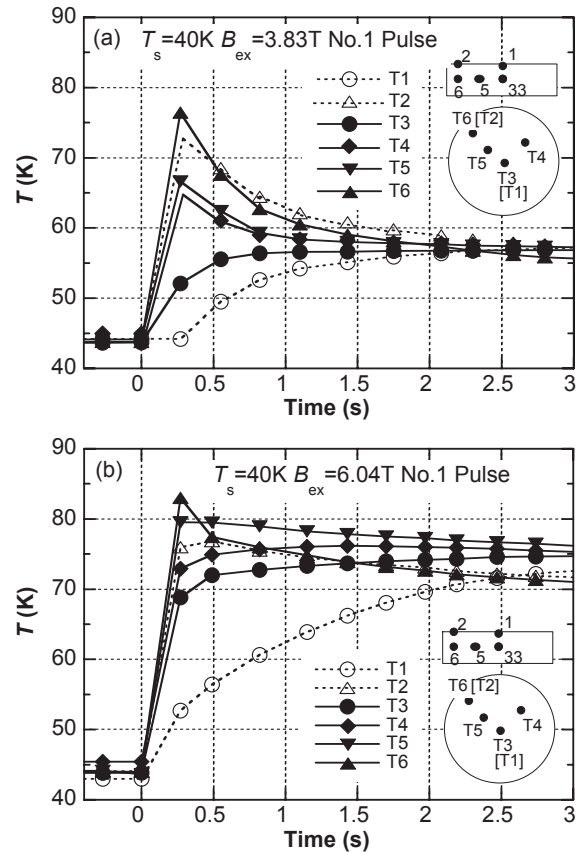 (a) Ts=40K Bex=3.83T No.1 Pulse
T1
T2
T3
T4
T5
T6
2 1
6 5 33
T6 [T2]
T5 T4
T3
[T1]
90
80
70
60
50
40
T (K)
0 0.5 1 1.5 2 2.5 3
Time (s)
(b) Ts=40K Bex=6.04T No.1 Pulse
T1
T2
T3
T4
T5
T6
2 1
6 5 33
T6 [T2]
T5 T4
T3
[T1]
90
80
70
60
50
40
T (K)
0 0.5 1 1.5 2 2.5 3
Time (s)